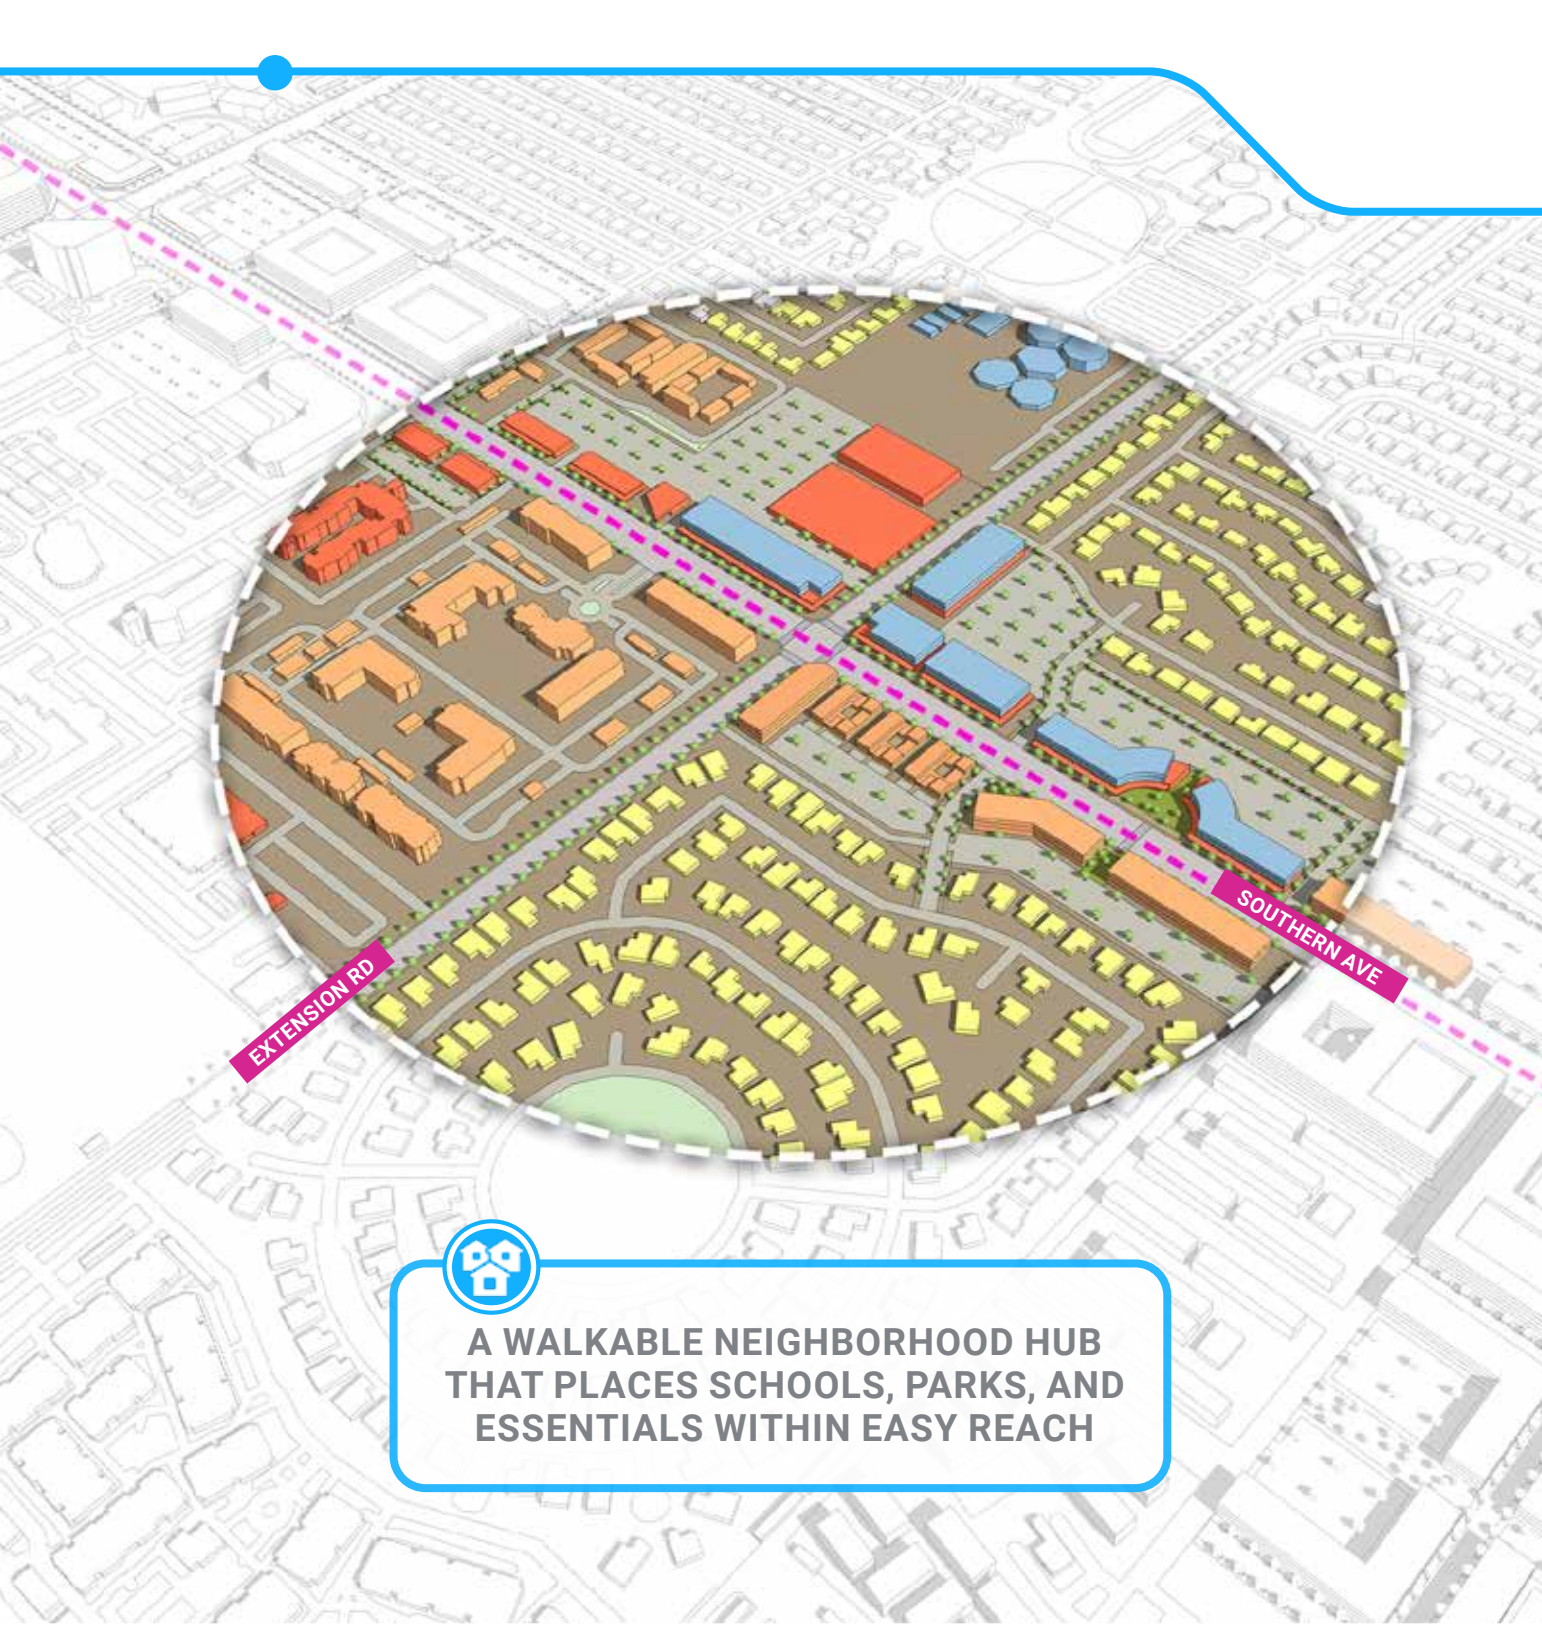 SOUTHERN AVE
EXTENSION RD
A WALKABLE NEIGHBORHOOD HUB
THAT PLACES SCHOOLS, PARKS, AND
ESSENTIALS WITHIN EASY REACH